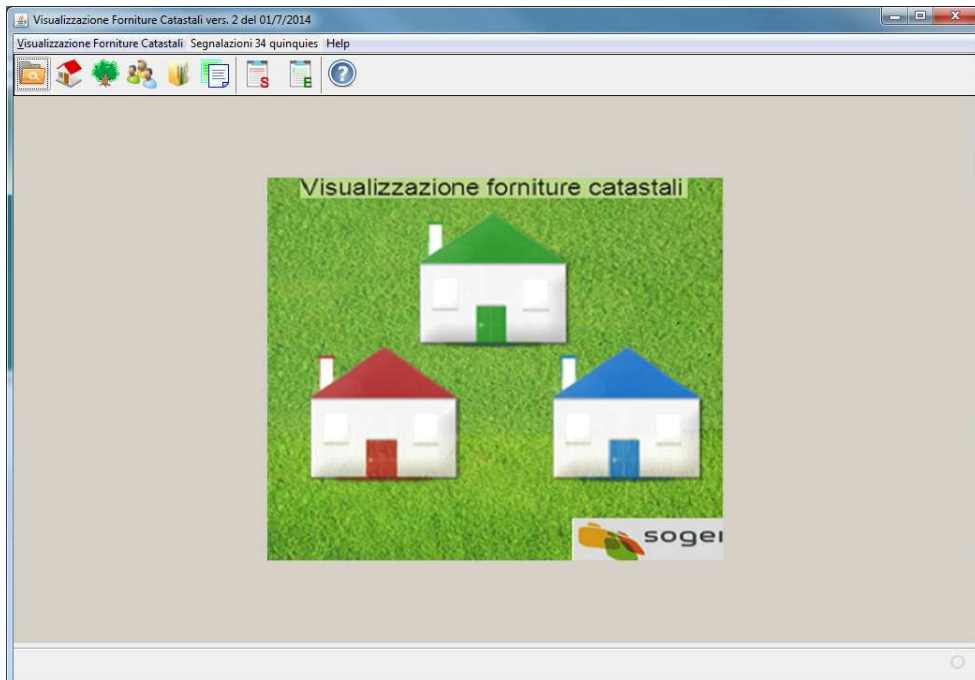 Visualizzazione Forniture Catastali vers. 2 del 01/7/2014
Visualizzazione Forniture Catastali Segnalazioni 34 quinquies Help
S E ?
Visualizzazione forniture catastali
sogei